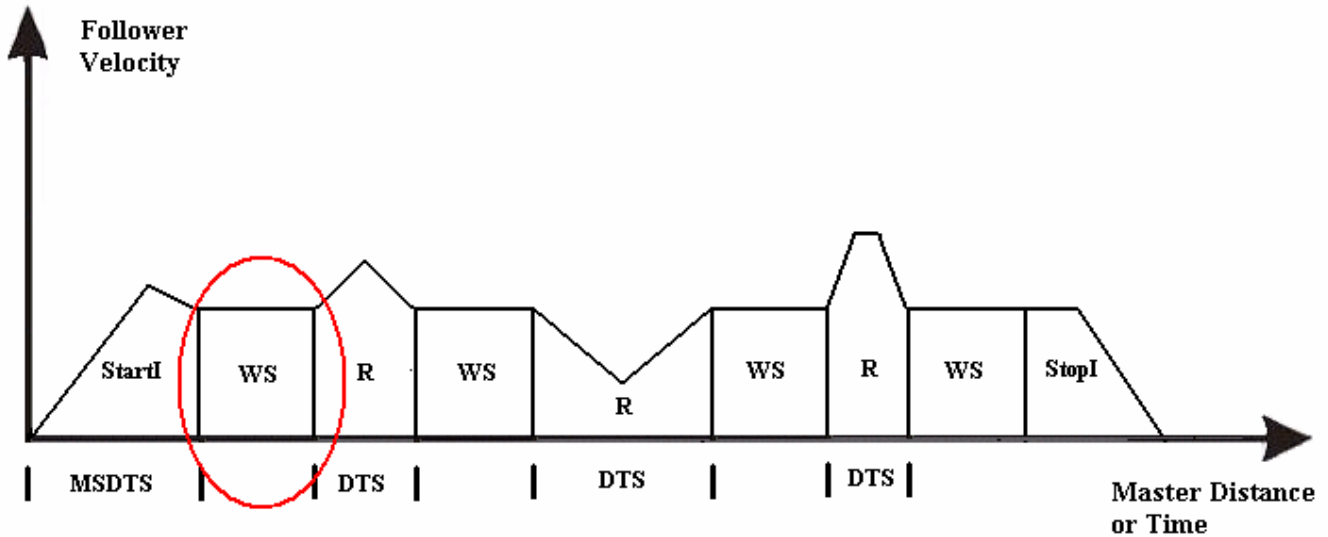 Follower
Velocity
StartI
WS
R
WS
R
WS
R
WS
StopI
MSDTS
DTS
DTS
DTS
Master Distance
or Time